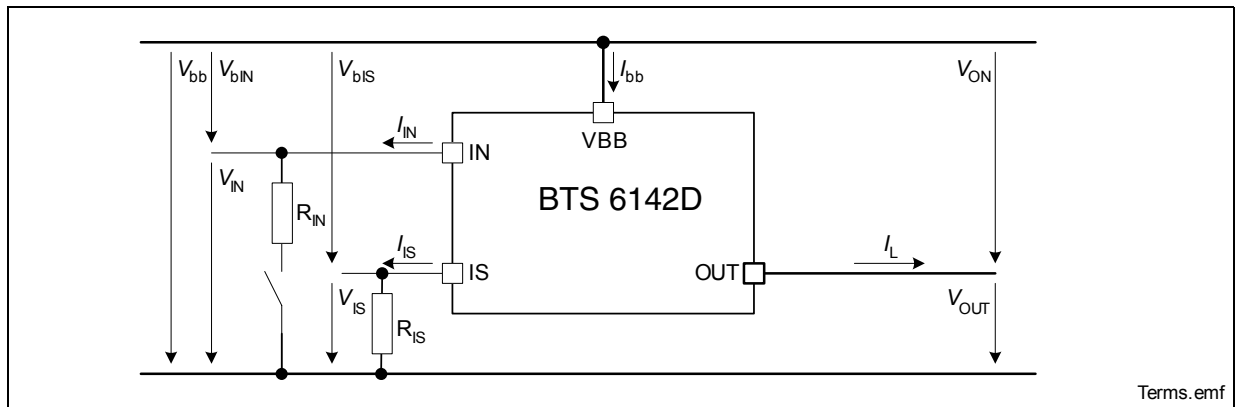 Vbb VbIN VbIS Ibb VON
VBB
IIN
IN
VIN
BTS 6142D
RIN
IIS
IS
OUT
IL
VIS
VOUT
RIS
Terms.emf